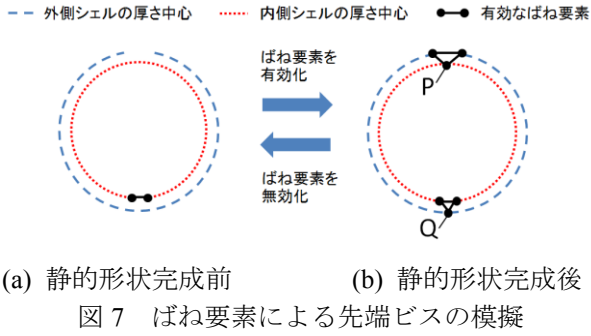 外側シェルの厚さ中心 内側シェルの厚さ中心 有効なばね要素
ばね要素を
有効化
ばね要素を
無効化
P
Q
(a) 静的形状完成前 (b) 静的形状完成後
図 7 ばね要素による先端ビスの模擬